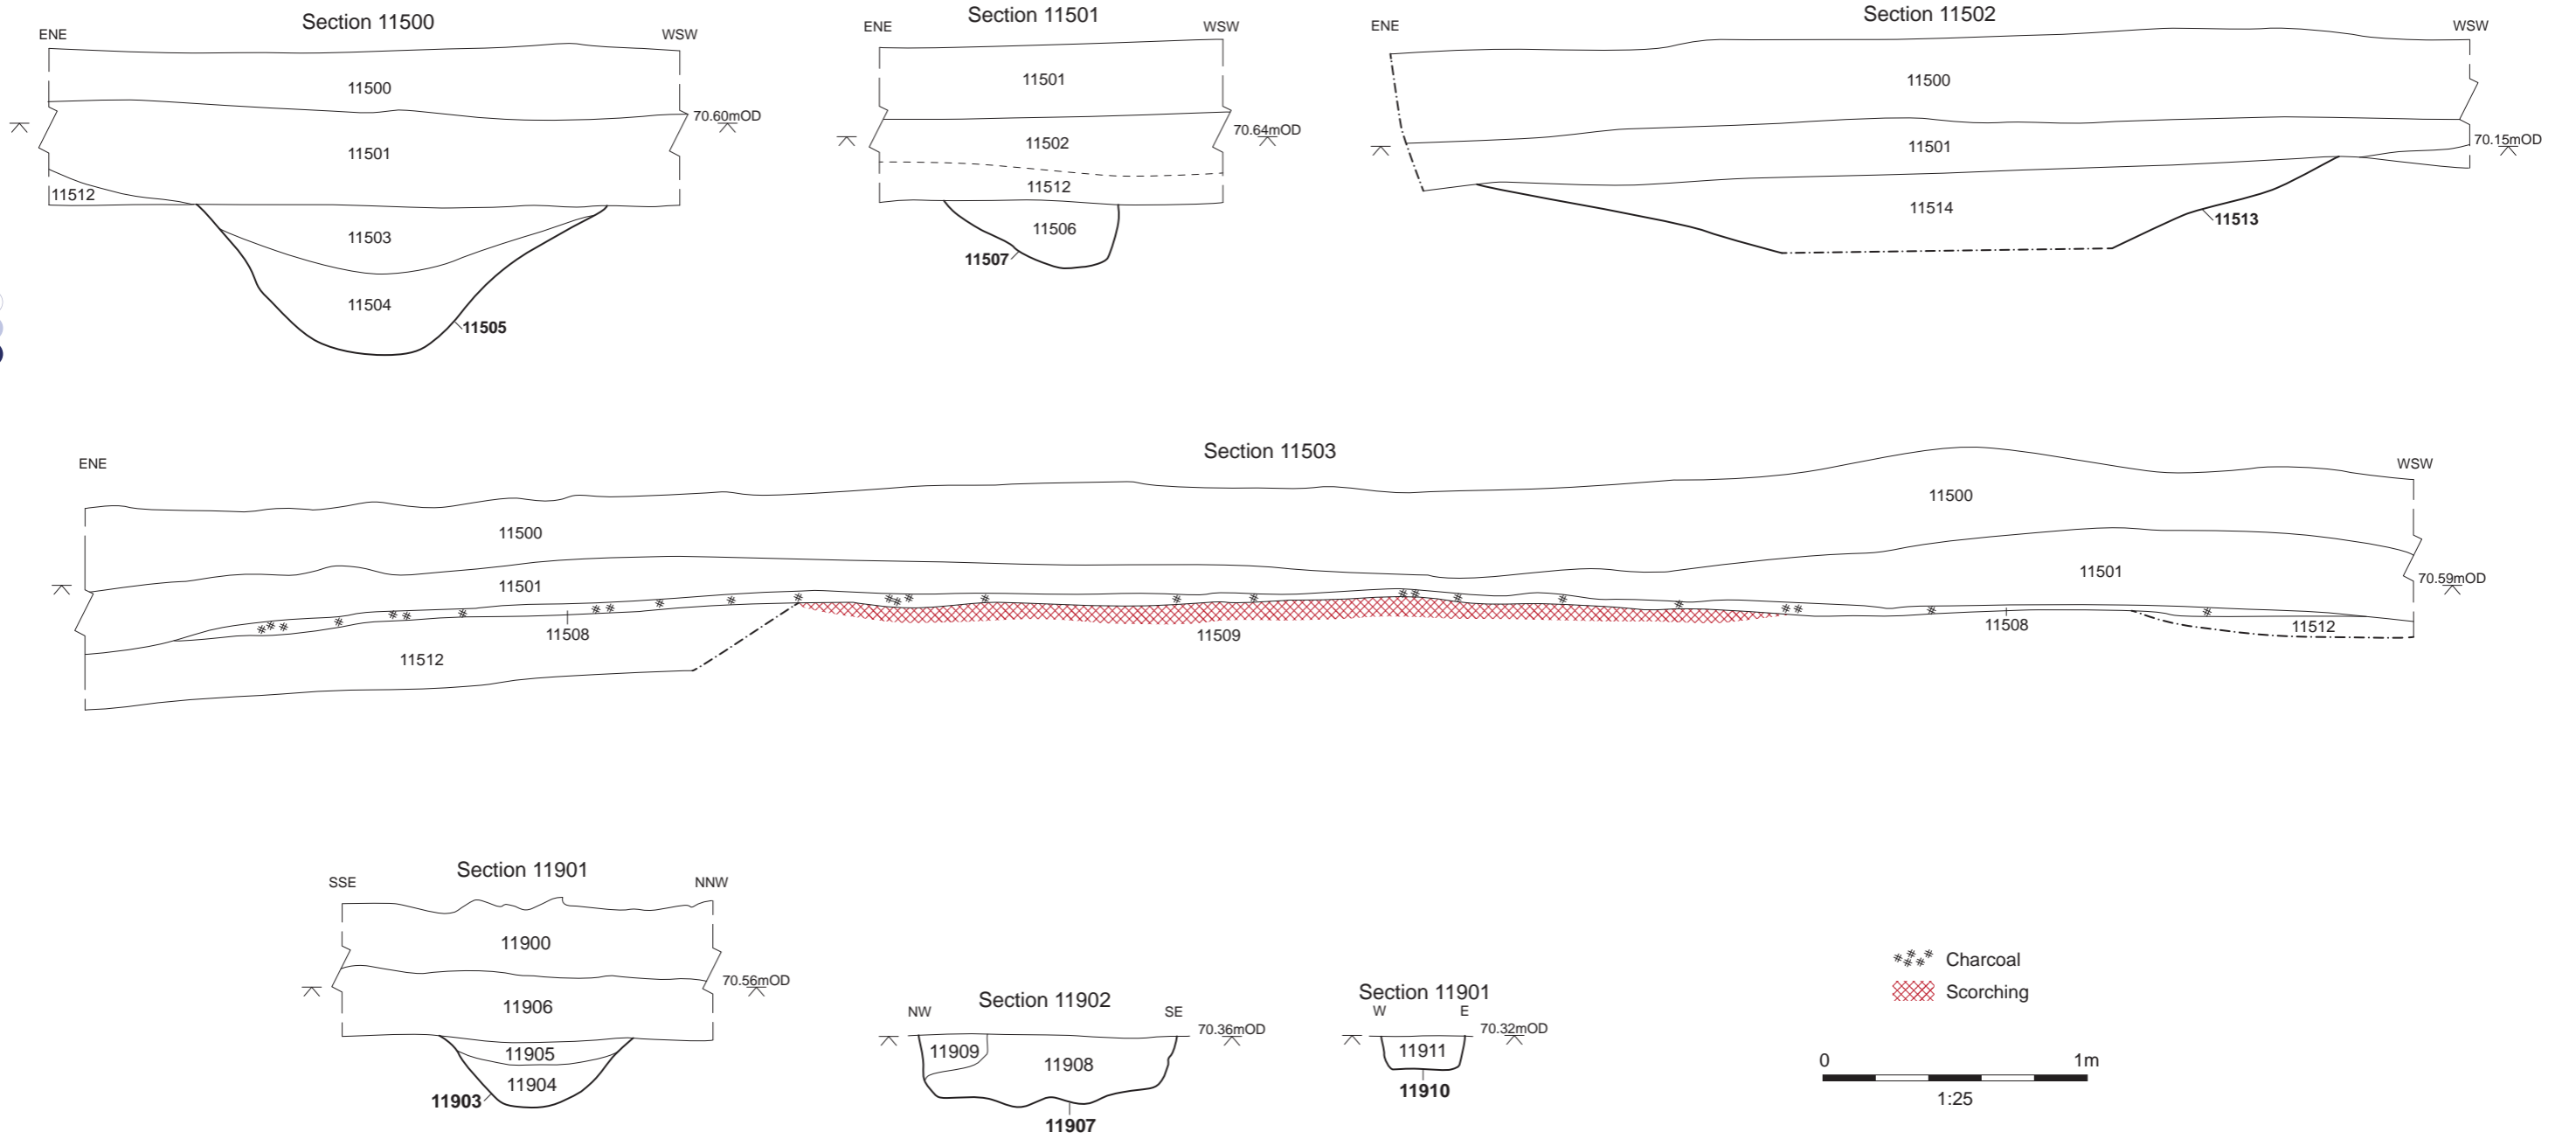 Section 11500
ENE
WSW
11500
70.60mOD
11501
11512
11503
11504
11505
Section 11501
ENE
WSW
11501
70.64mOD
11502
11512
11506
11507
Section 11502
ENE
WSW
11500
70.15mOD
11501
11514
11513
Section 11503
ENE
WSW
11500
11500
11501
11501
70.59mOD
11508
11509
11508
11512
11512
Section 11901
SSE
NNW
11900
70.56mOD
11906
11905
11904
11903
Section 11902
NW
SE
70.36mOD
11909
11908
11907
Section 11901
W
E
70.32mOD
11911
11910
Charcoal
Scorching
0
1m
1:25